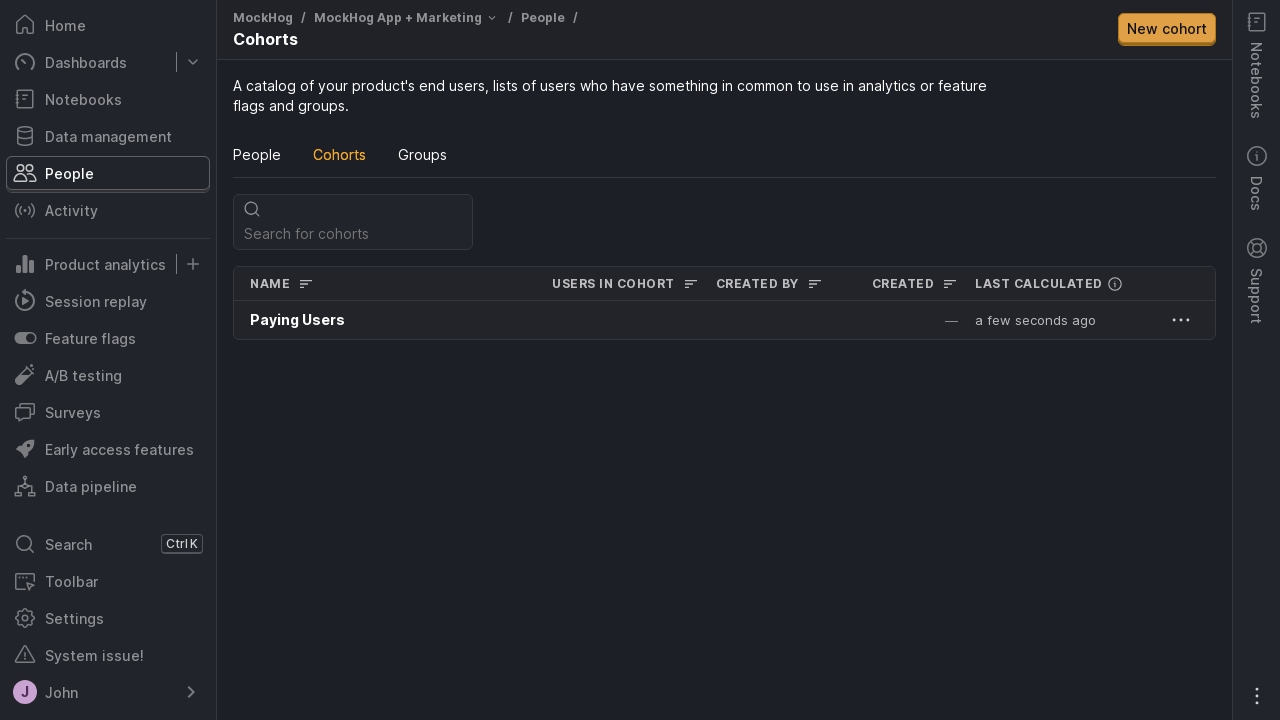 Home
Dashboards
Notebooks
Data management
People
Activity
Product analytics
Session replay
Feature flags
A/B testing
Surveys
Early access features
Data pipeline
Search Ctrl K
Toolbar
Settings
System issue!
J John
MockHog / MockHog App + Marketing / People /
Cohorts
New cohort
A catalog of your product's end users, lists of users who have something in common to use in analytics or feature
flags and groups.
People Cohorts Groups
Search for cohorts
NAME USERS IN COHORT CREATED BY CREATED LAST CALCULATED
Paying Users — a few seconds ago
Notebooks
Docs
Support